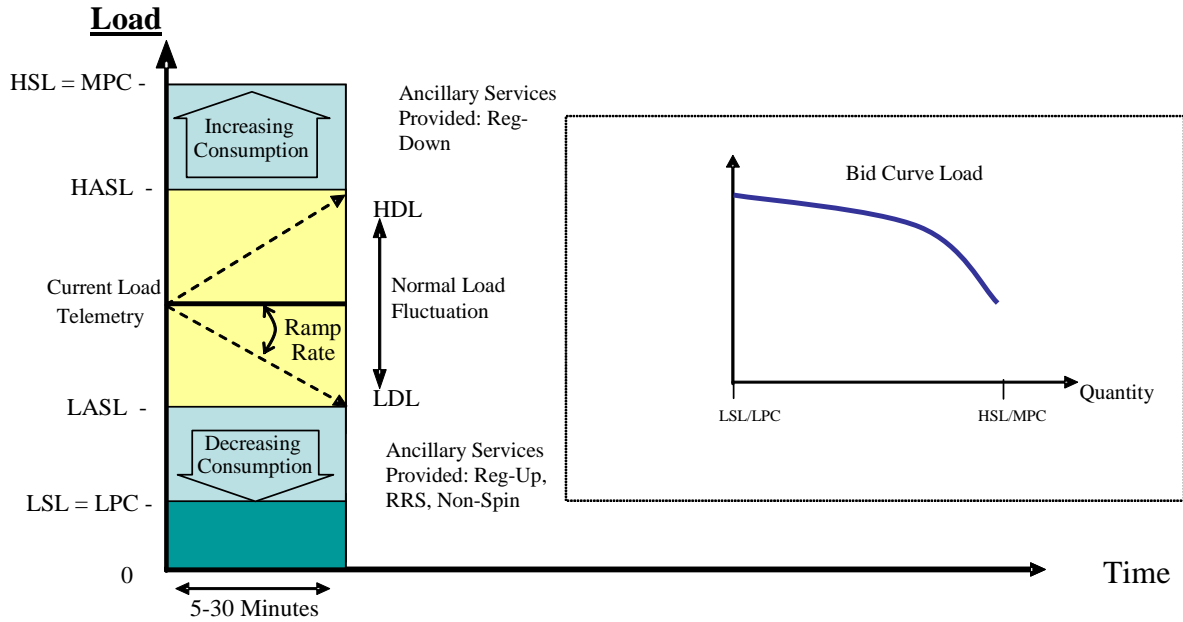 Load
HSL = MPC -
Increasing
Consumption
Ancillary Services
Provided: Reg-
Down
HASL -
HDL
Current Load
Telemetry
Normal Load
Fluctuation
Ramp
Rate
LDL
LASL -
Decreasing
Consumption
Ancillary Services
Provided: Reg-Up,
RRS, Non-Spin
LSL = LPC -
0
Time
5-30 Minutes
Bid Curve Load
Quantity
LSL/LPC
HSL/MPC